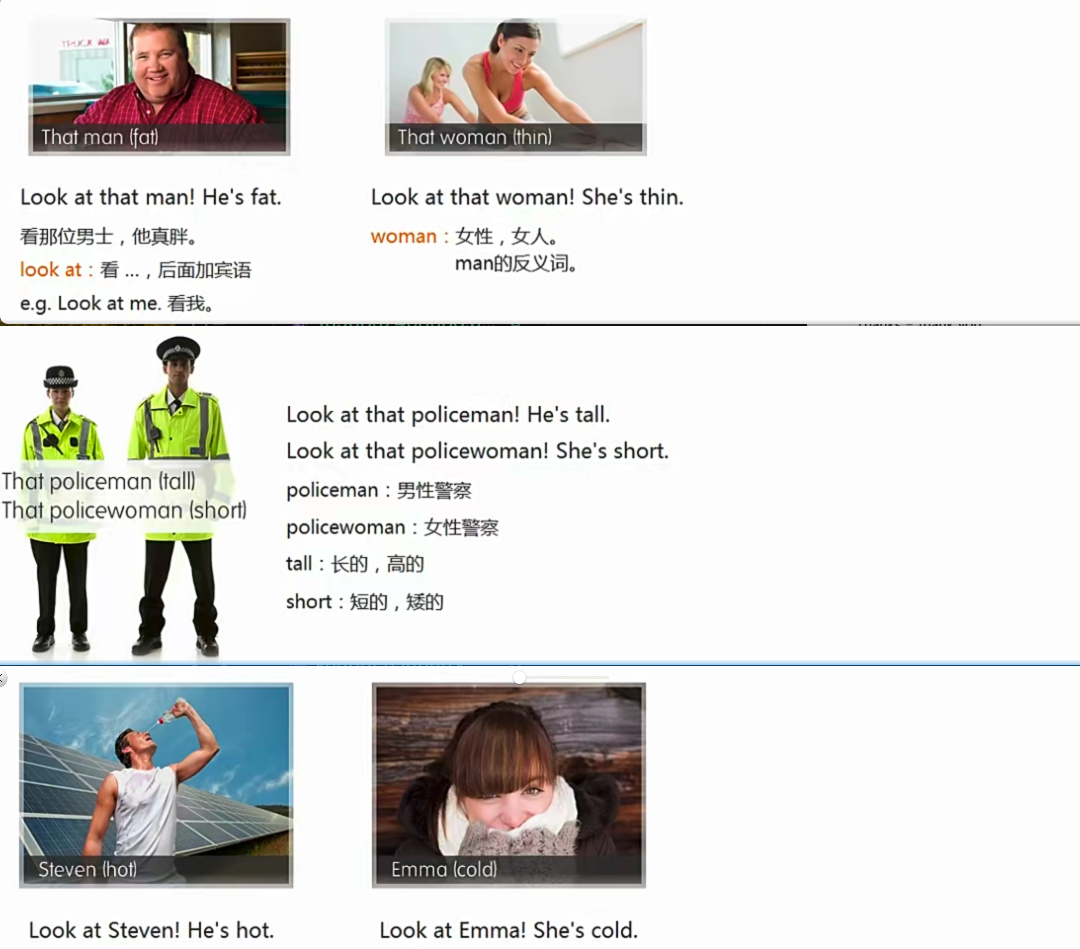 That man (fat)
That woman (thin)
Look at that man! He's fat.
看那位男士，他真胖。
look at：看 ...，后面加宾语
e.g. Look at me. 看我。
Look at that woman! She's thin.
woman：女性，女人。
man的反义词。
That policeman (tall)
That policewoman (short)
Look at that policeman! He's tall.
Look at that policewoman! She's short.
policeman：男性警察
policewoman：女性警察
tall：长的，高的
short：短的，矮的
Steven (hot)
Emma (cold)
Look at Steven! He's hot.
Look at Emma! She's cold.